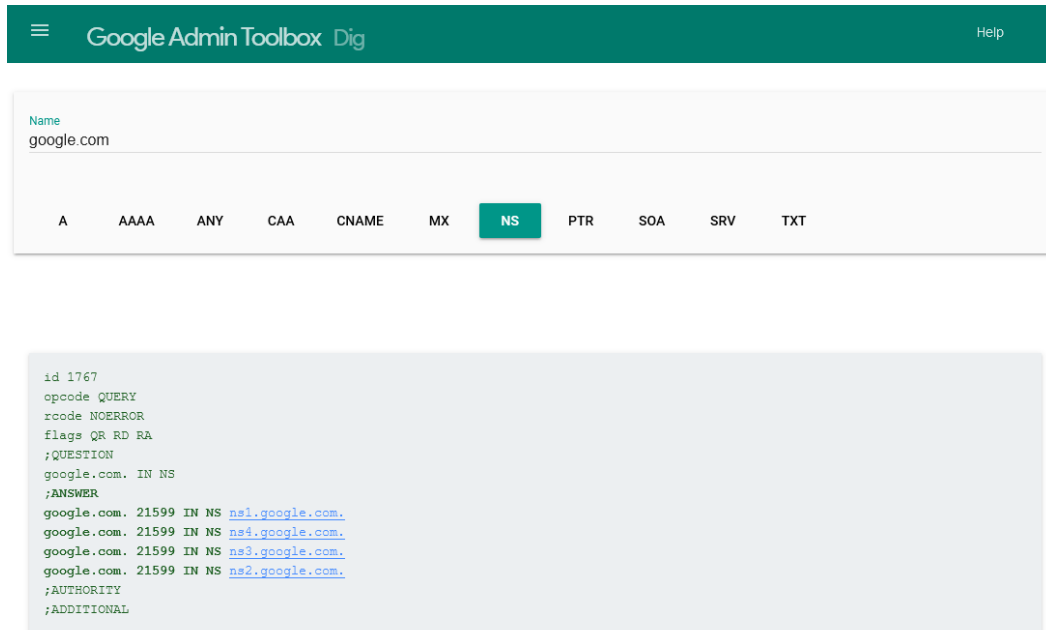 Google Admin Toolbox Dig
Help
Name
google.com
A AAAA ANY CAA CNAME MX NS PTR SOA SRV TXT
id 1767
opcode QUERY
rcode NOERROR
flags QR RD RA
;QUESTION
google.com. IN NS
;ANSWER
google.com. 21599 IN NS ns1.google.com.
google.com. 21599 IN NS ns4.google.com.
google.com. 21599 IN NS ns3.google.com.
google.com. 21599 IN NS ns2.google.com.
;AUTHORITY
;ADDITIONAL